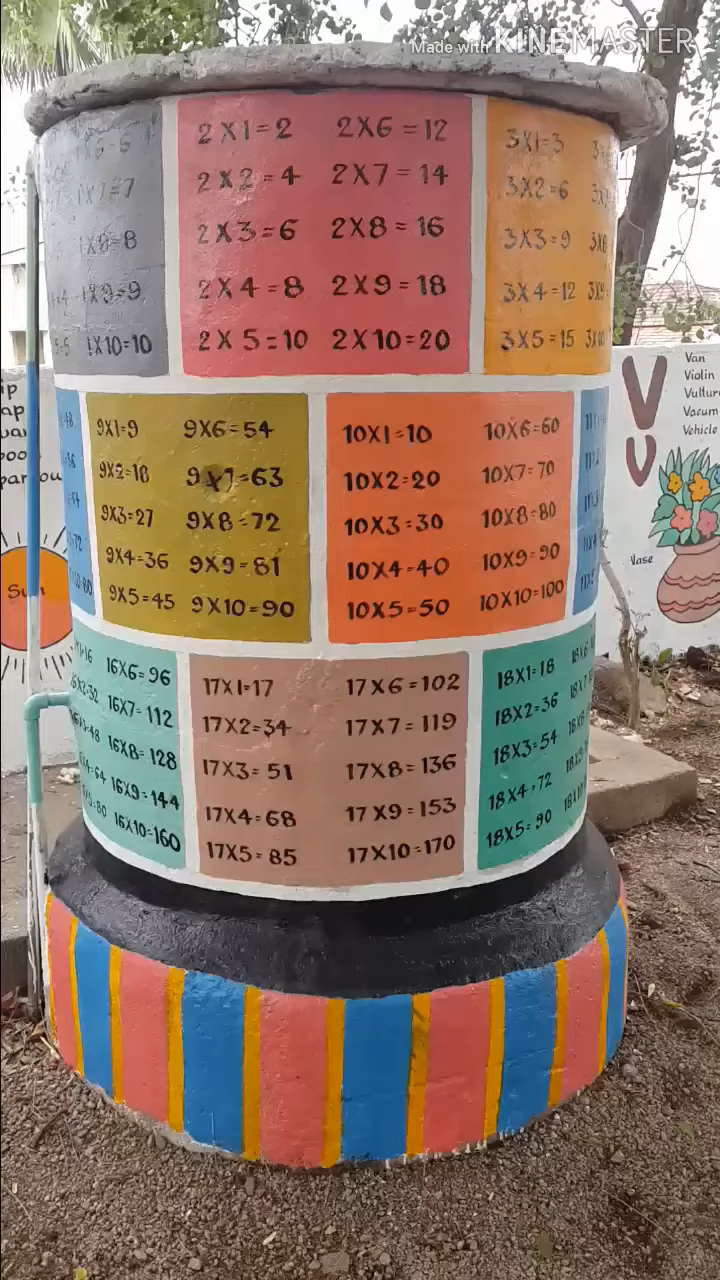 Made with KINEMASTER
1X7=7
1X8=8
1X9=9
1X10=10
2X1=2 2X6=12
2X2=4 2X7=14
2X3=6 2X8=16
2X4=8 2X9=18
2X5=10 2X10=20
3X1=3
3X2=6
3X3=9
3X4=12
3X5=15
9X1=9 9X6=54
9X2=18 9X7=63
9X3=27 9X8=72
9X4=36 9X9=81
9X5=45 9X10=90
10X1=10 10X6=60
10X2=20 10X7=70
10X3=30 10X8=80
10X4=40 10X9=90
10X5=50 10X10=100
16X6=96
16X7=112
16X8=128
16X9=144
16X10=160
17X1=17 17X6=102
17X2=34 17X7=119
17X3=51 17X8=136
17X4=68 17X9=153
17X5=85 17X10=170
18X1=18
18X2=36
18X3=54
18X4=72
18X5=90
V
V
Van
Violin
Vultur
Vacum
Vehicle
Vase
Sun